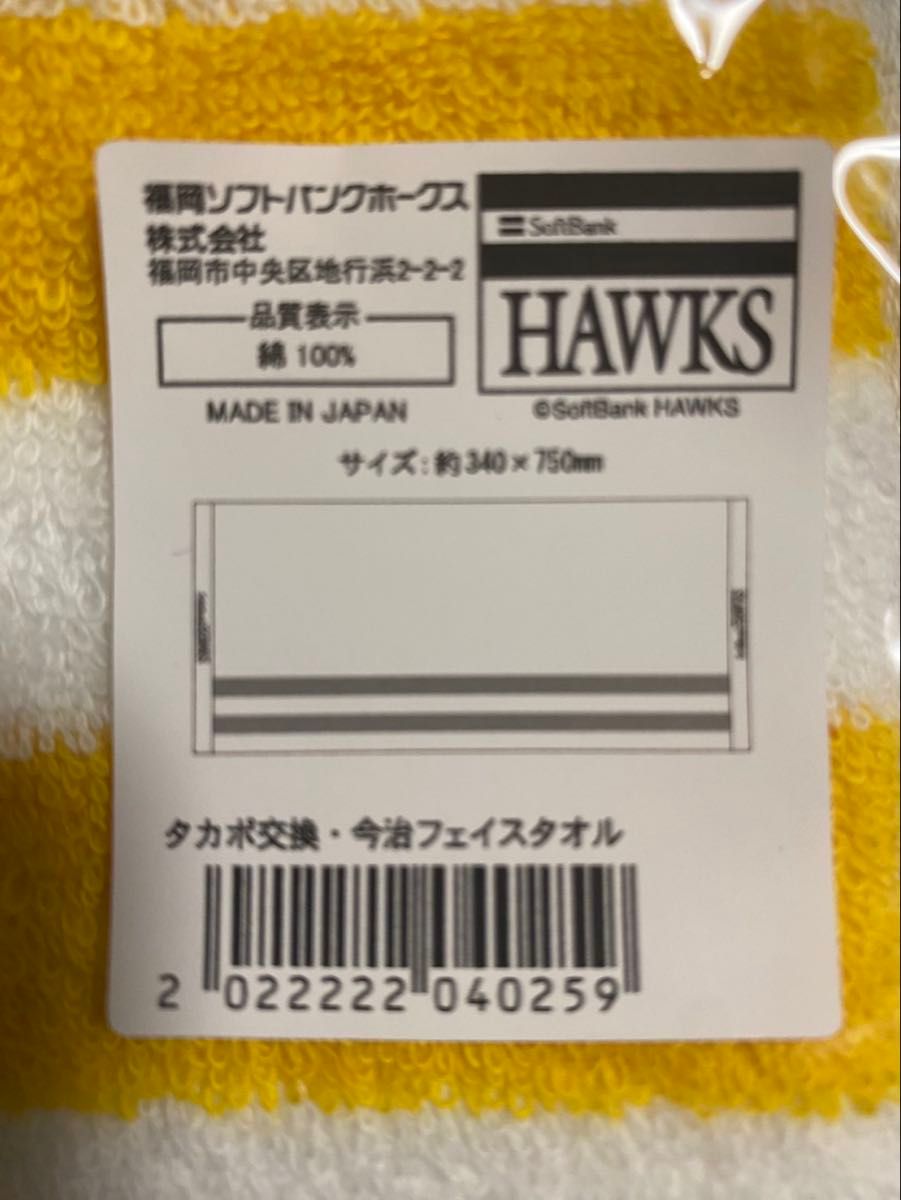 福岡ソフトバンクホークス
株式会社
福岡市中央区地行浜2-2-2
品質表示
綿 100%
MADE IN JAPAN
SoftBank
HAWKS
©SoftBank HAWKS
サイズ:約340×750mm
タカポ交換・今治フェイスタオル
2 022222 040259